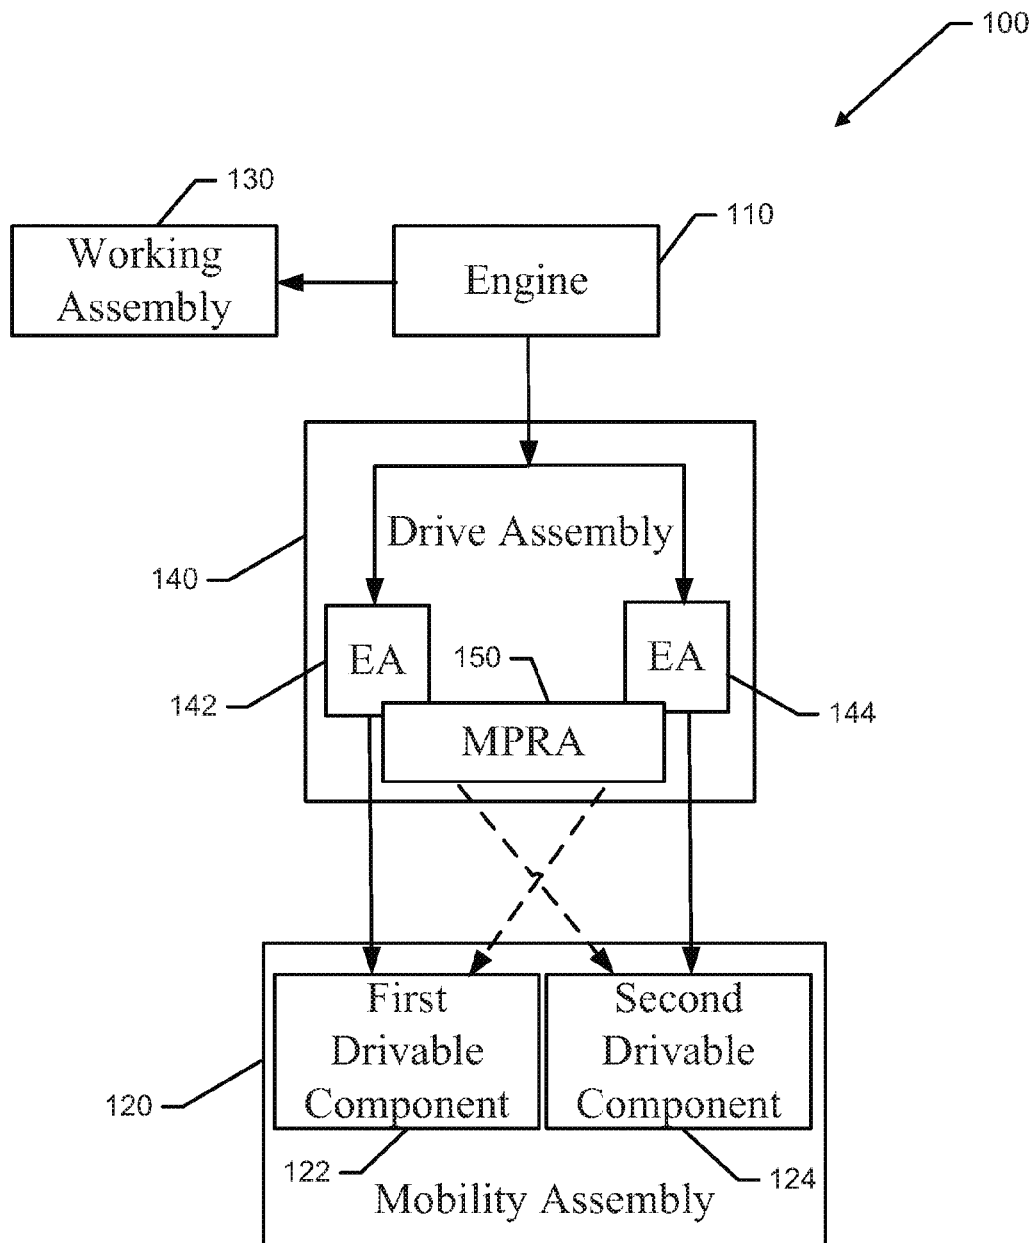 100
130
110
Working
Assembly
Engine
Drive Assembly
140
EA
EA
150
142
144
MPRA
First
Drivable
Component
Second
Drivable
Component
120
122
124
Mobility Assembly